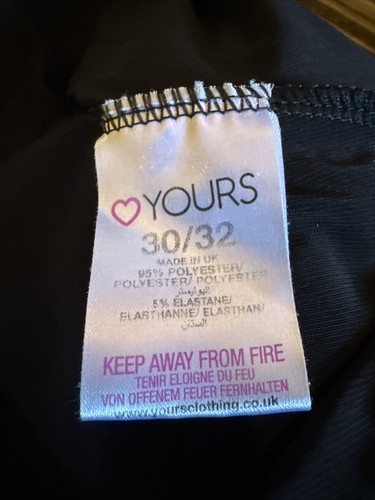 YOURS
30/32
MADE IN UK
95% POLYESTER/
POLYESTER/ POLYESTER
البوليستر
5% ELASTANE/
ELASTHANNE/ ELASTHAN/
KEEP AWAY FROM FIRE
TENIR ELOIGNE DU FEU
VON OFFENEM FEUER FERNHALTEN
www.yoursclothing.co.uk